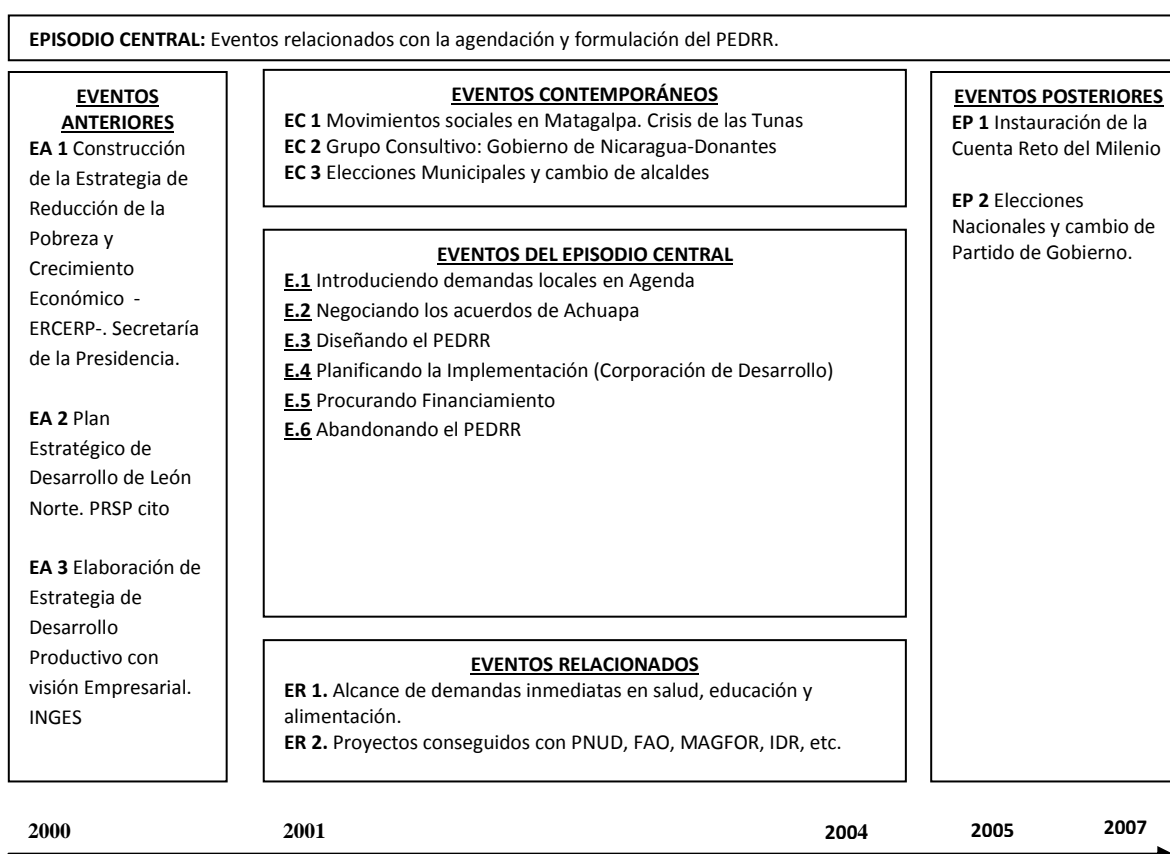 EPISODIO CENTRAL: Eventos relacionados con la agendación y formulación del PEDRR.
EVENTOS
ANTERIORES
EA 1 Construcción
de la Estrategia de
Reducción de la
Pobreza y
Crecimiento
Económico -
ERCERP-. Secretaría
de la Presidencia.
EA 2 Plan
Estratégico de
Desarrollo de León
Norte. PRSP cito
EA 3 Elaboración de
Estrategia de
Desarrollo
Productivo con
visión Empresarial.
INGES
EVENTOS CONTEMPORÁNEOS
EC 1 Movimientos sociales en Matagalpa. Crisis de las Tunas
EC 2 Grupo Consultivo: Gobierno de Nicaragua-Donantes
EC 3 Elecciones Municipales y cambio de alcaldes
EVENTOS DEL EPISODIO CENTRAL
E.1 Introduciendo demandas locales en Agenda
E.2 Negociando los acuerdos de Achuapa
E.3 Diseñando el PEDRR
E.4 Planificando la Implementación (Corporación de Desarrollo)
E.5 Procurando Financiamiento
E.6 Abandonando el PEDRR
EVENTOS RELACIONADOS
ER 1. Alcance de demandas inmediatas en salud, educación y
alimentación.
ER 2. Proyectos conseguidos con PNUD, FAO, MAGFOR, IDR, etc.
EVENTOS POSTERIORES
EP 1 Instauración de la
Cuenta Reto del Milenio
EP 2 Elecciones
Nacionales y cambio de
Partido de Gobierno.
2000 2001 2004 2005 2007